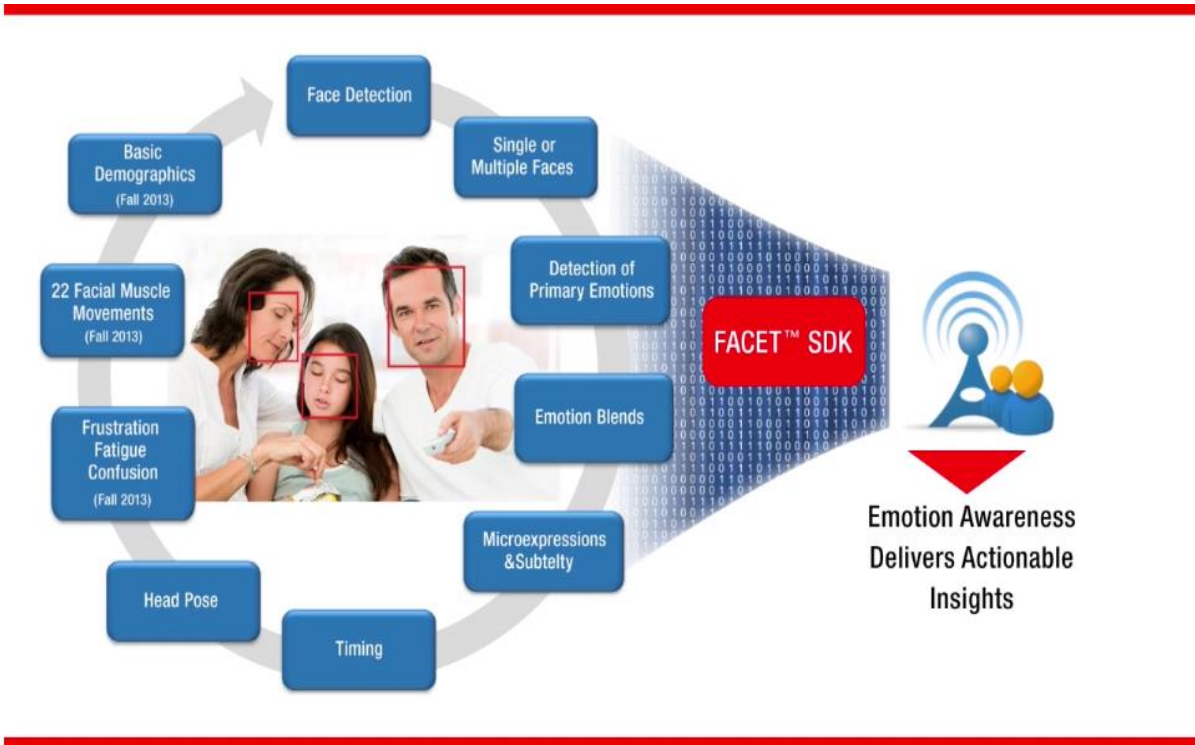 Face Detection
Single or
Multiple Faces
Detection of
Primary Emotions
Emotion Blends
Microexpressions
&Subtelty
Timing
Head Pose
Frustration
Fatigue
Confusion
(Fall 2013)
22 Facial Muscle
Movements
(Fall 2013)
Basic
Demographics
(Fall 2013)
FACET™ SDK
Emotion Awareness
Delivers Actionable
Insights